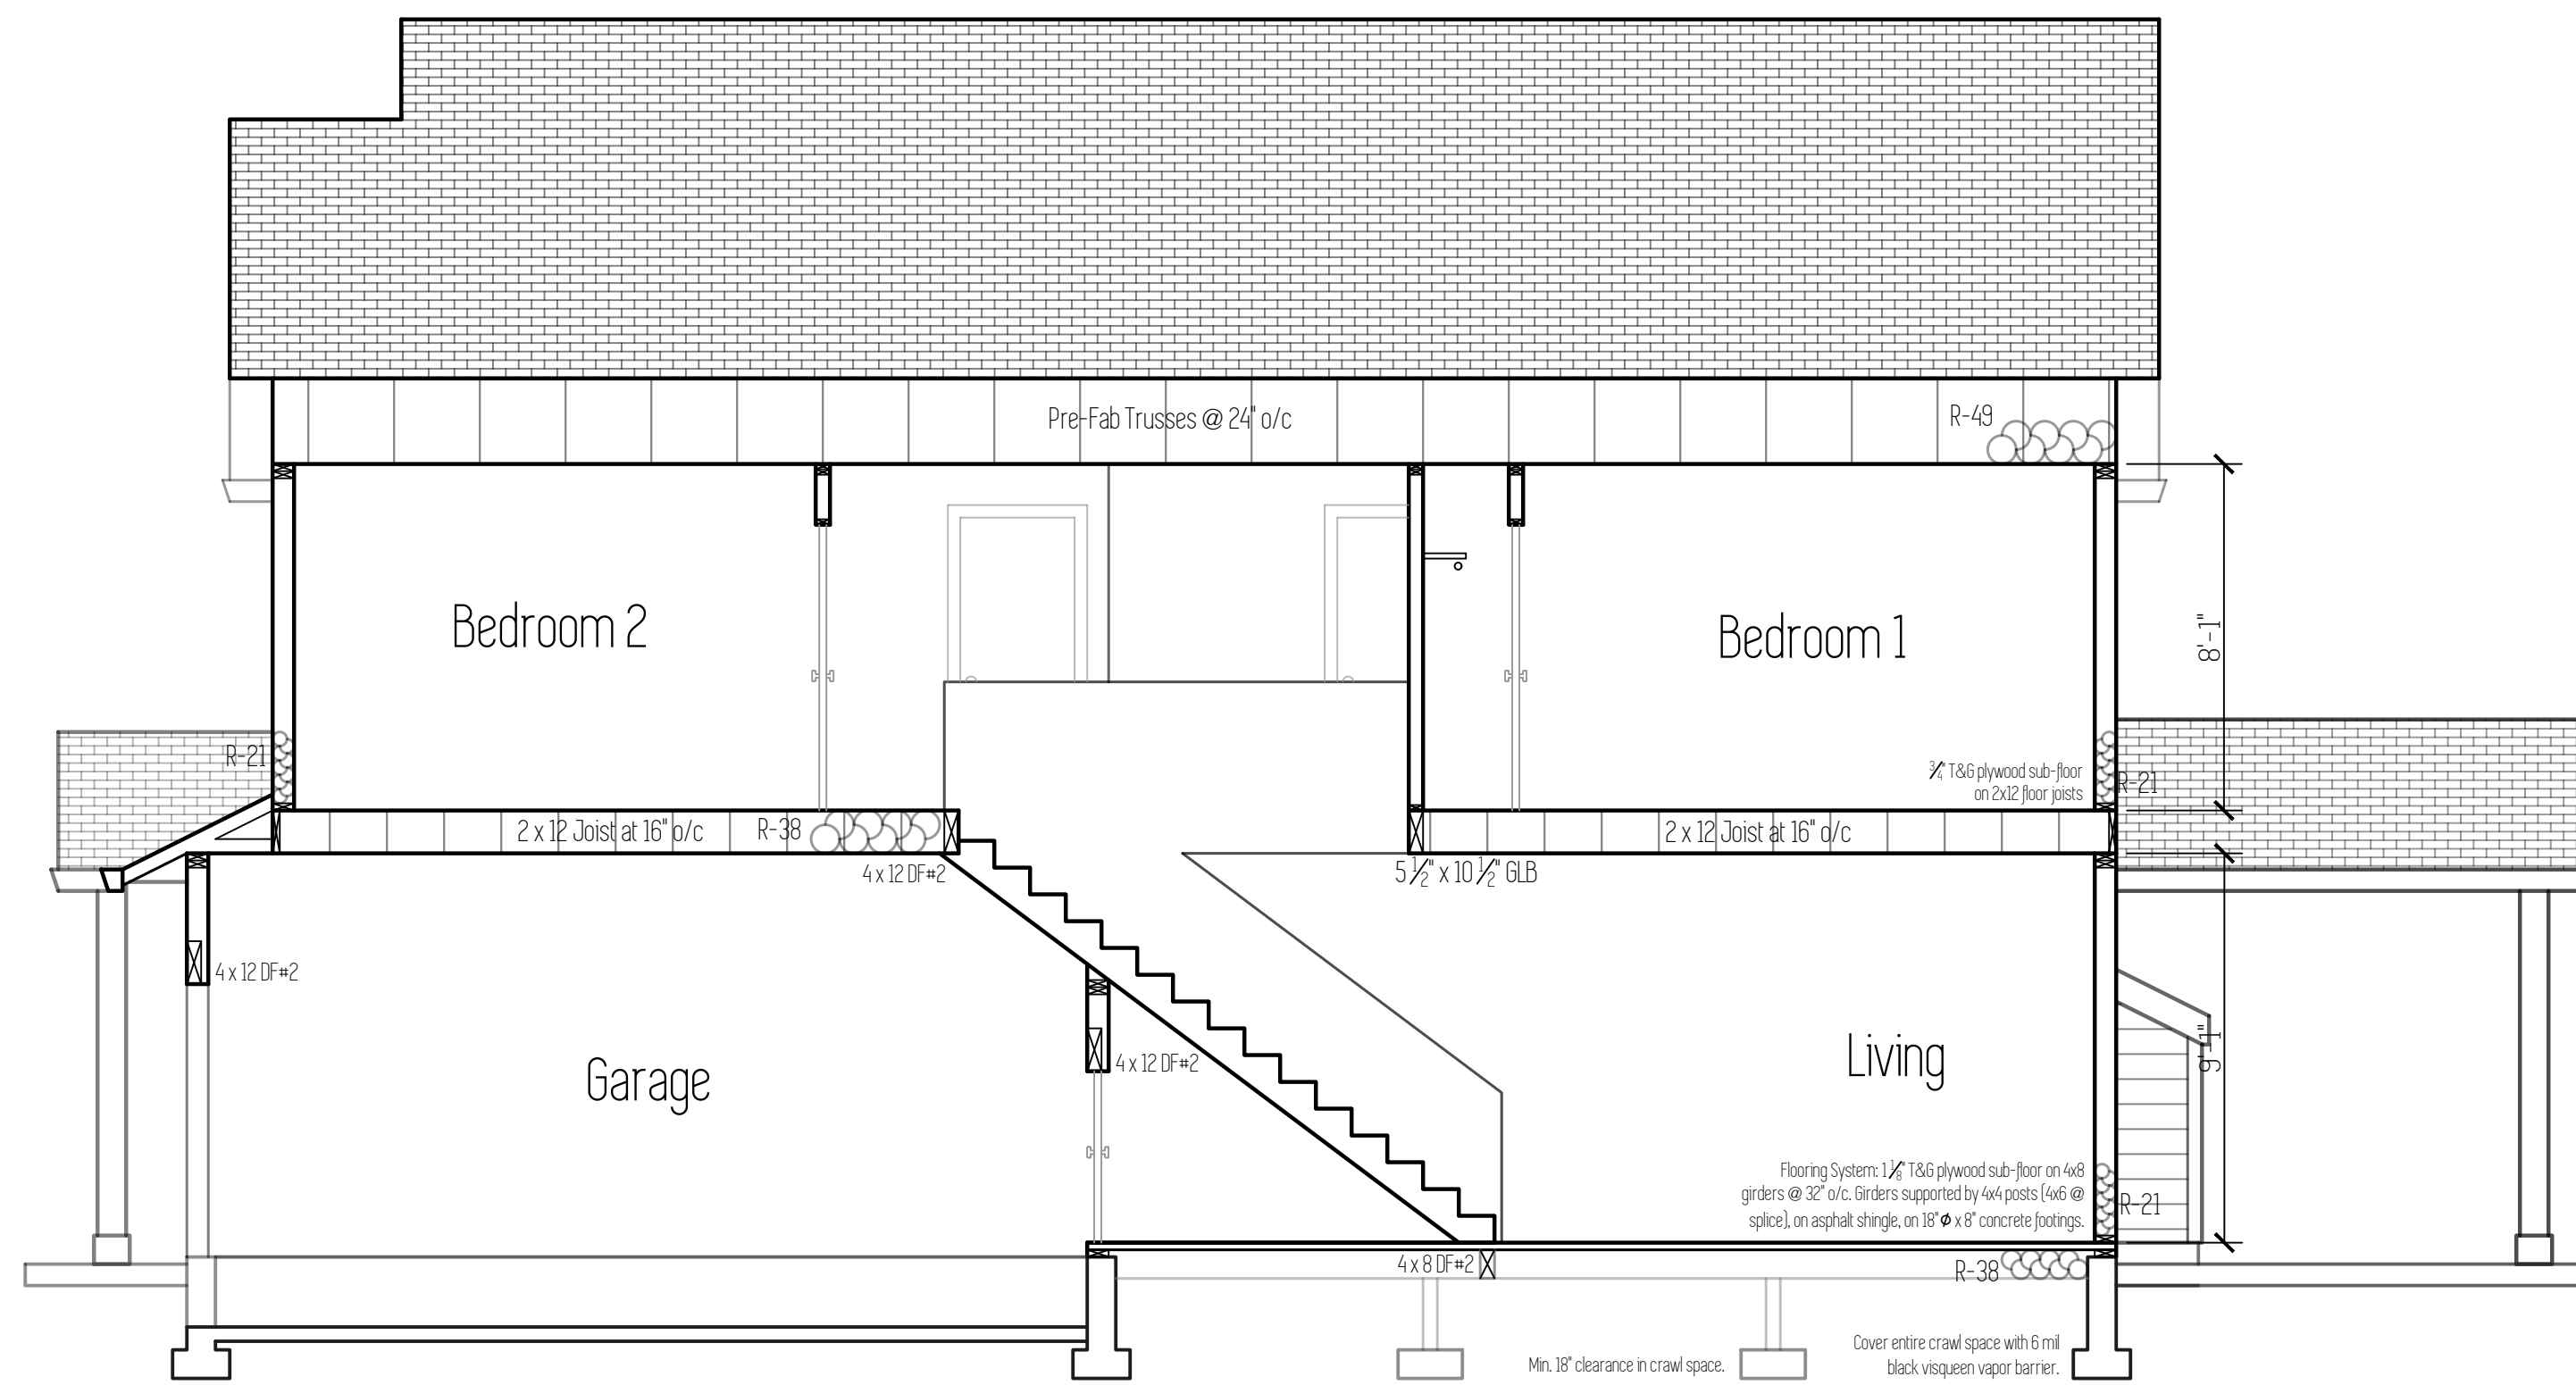 Pre-Fab Trusses @ 24" o/c
R-49
Bedroom 2
Bedroom 1
8'-1"
R-21
3/4" T&G plywood sub-floor
on 2x12 floor joists
R-21
2 x 12 Joist at 16" o/c
R-38
2 x 12 Joist at 16" o/c
4 x 12 DF#2
5 1/2" x 10 1/2" GLB
4 x 12 DF#2
Garage
4 x 12 DF#2
Living
9'-1"
Flooring System: 1 1/8" T&G plywood sub-floor on 4x8
girders @ 32" o/c. Girders supported by 4x4 posts (4x6 @
splice), on asphalt shingle, on 18"Φ x 8" concrete footings.
R-21
4 x 8 DF#2
R-38
Min. 18" clearance in crawl space.
Cover entire crawl space with 6 mil
black visqueen vapor barrier.